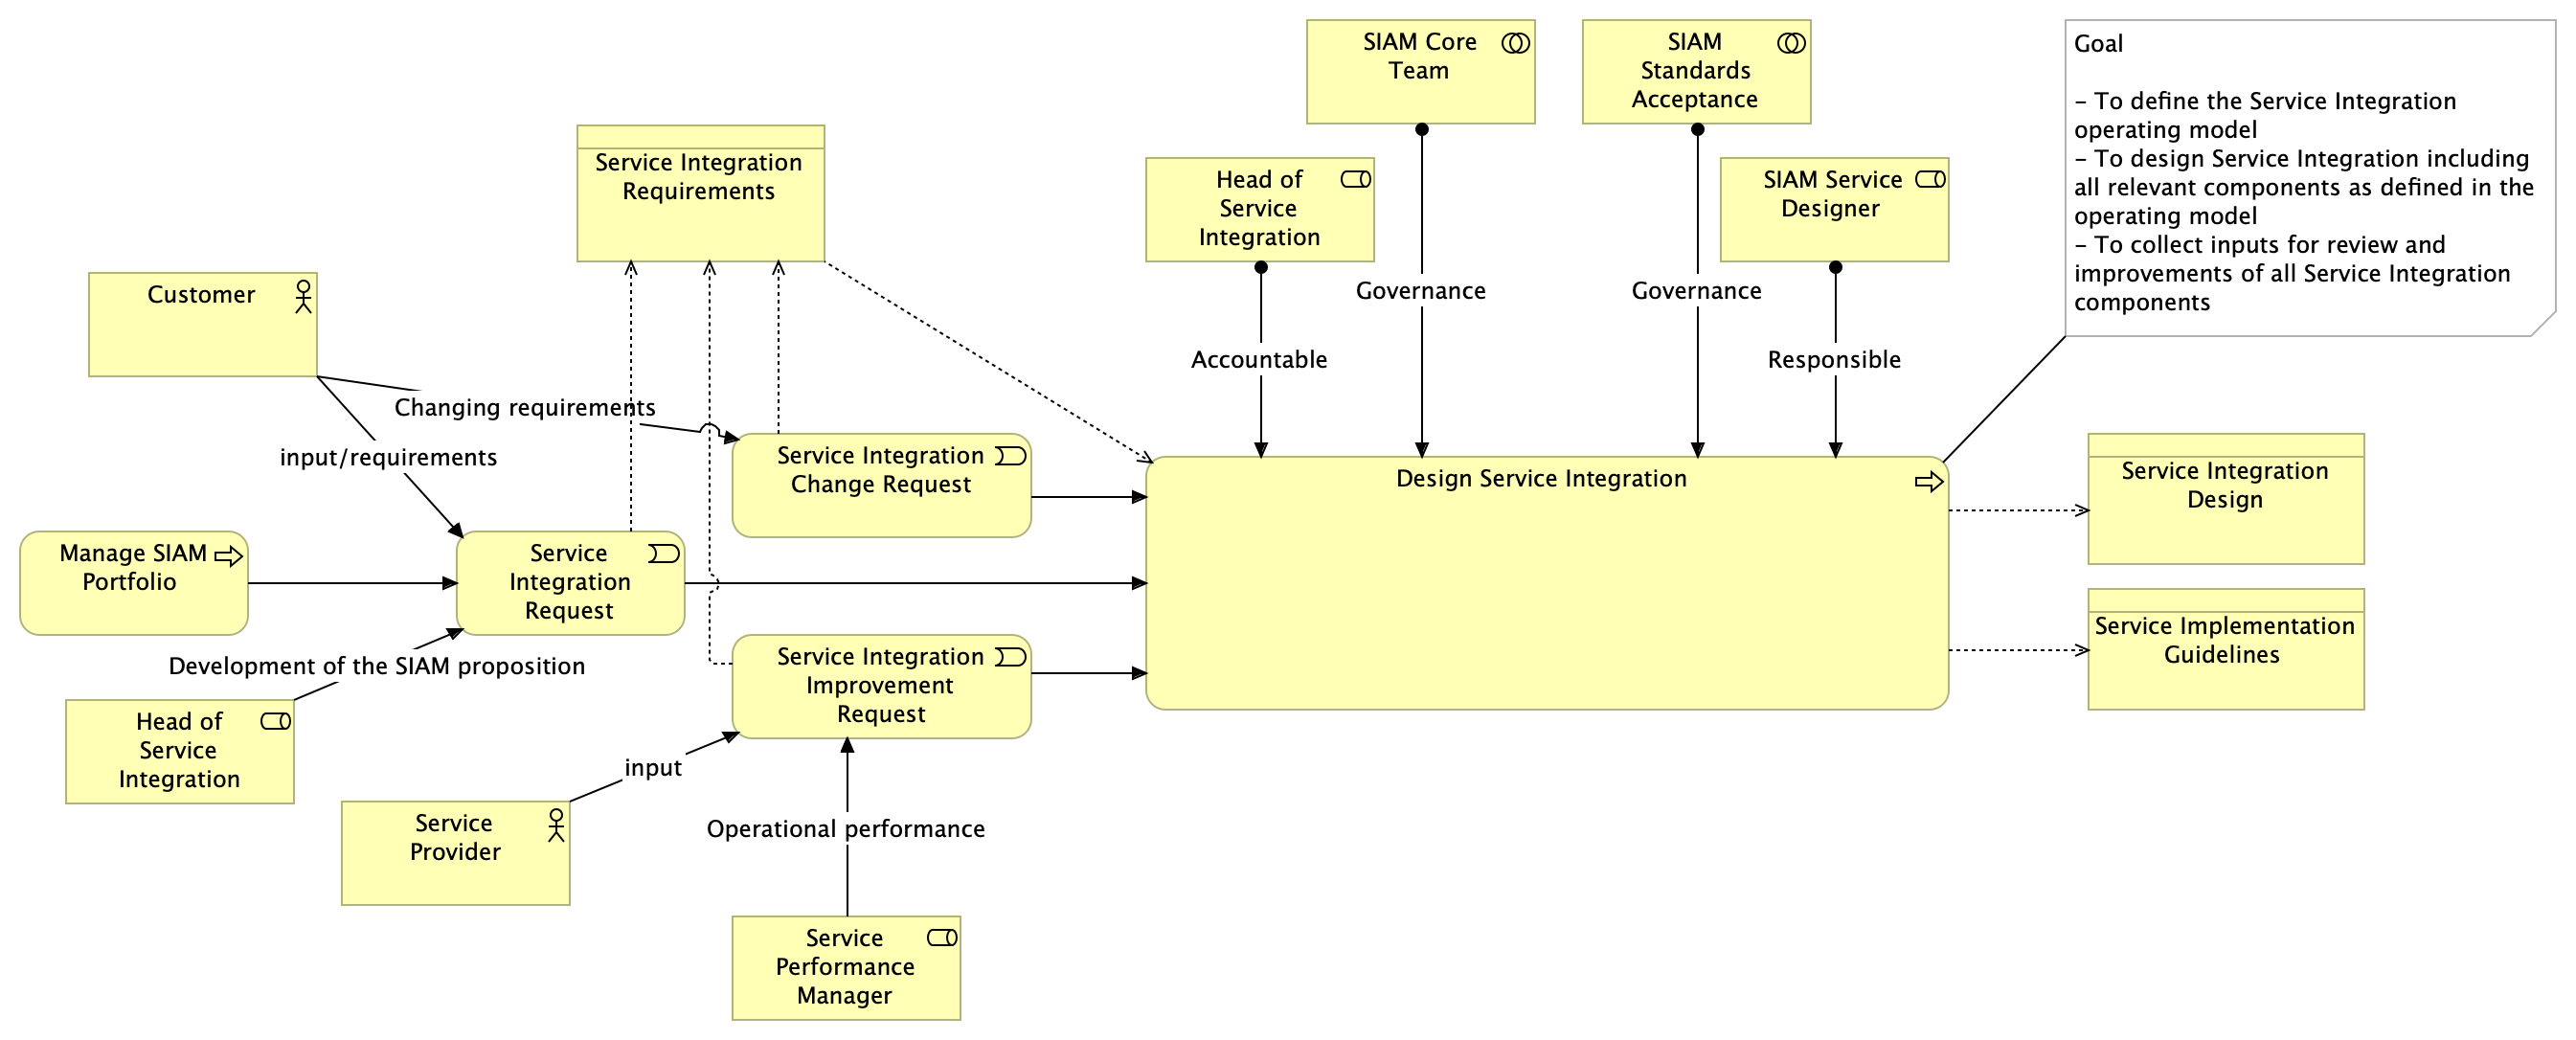 SIAM Core
Team
SIAM
Standards
Acceptance
Goal
- To define the Service Integration
operating model
- To design Service Integration including
all relevant components as defined in the
operating model
- To collect inputs for review and
improvements of all Service Integration
components
Service Integration
Requirements
Head of
Service
Integration
SIAM Service
Designer
Customer
Governance
Governance
Accountable
Responsible
Changing requirements
input/requirements
Service Integration
Change Request
Design Service Integration
Service Integration
Design
Manage SIAM
Portfolio
Service
Integration
Request
Service Implementation
Guidelines
Development of the SIAM proposition
Service Integration
Improvement
Request
Head of
Service
Integration
input
Service
Provider
Operational performance
Service
Performance
Manager